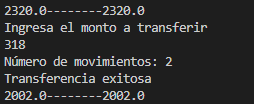 2320.0--------2320.0
Ingresa el monto a transferir
318
Número de movimientos: 2
Transferencia exitosa
2002.0--------2002.0